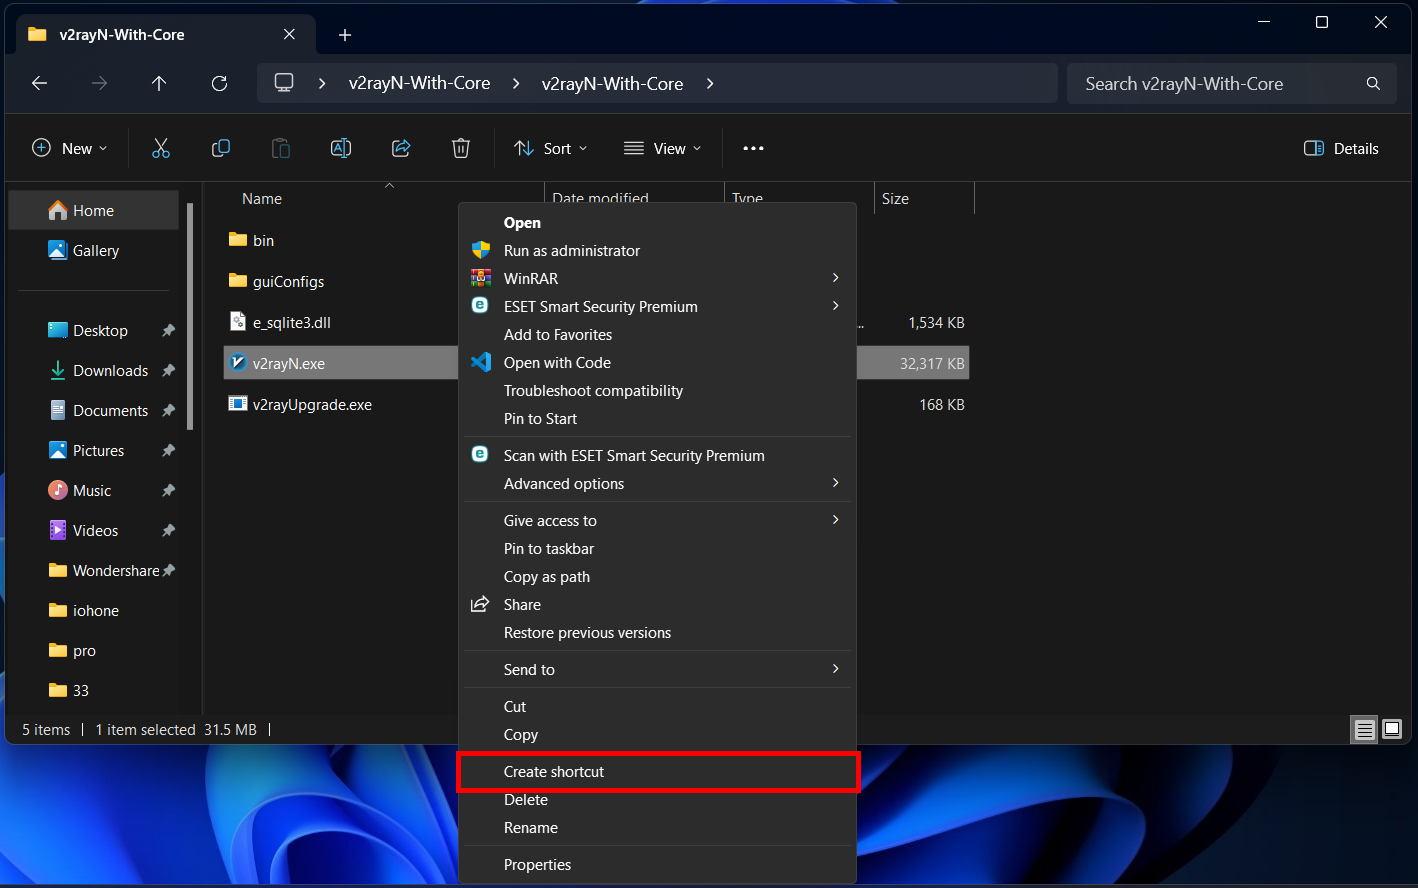 v2rayN-With-Core
v2rayN-With-Core
v2rayN-With-Core
Search v2rayN-With-Core
New
Sort
View
Details
Name
Date modified
Type
Size
Home
Gallery
Desktop
Downloads
Documents
Pictures
Music
Videos
Wondershare
iohone
pro
33
bin
guiConfigs
e_sqlite3.dll
... 1,534 KB
v2rayN.exe
32,317 KB
v2rayUpgrade.exe
168 KB
Open
Run as administrator
WinRAR
ESET Smart Security Premium
Add to Favorites
Open with Code
Troubleshoot compatibility
Pin to Start
Scan with ESET Smart Security Premium
Advanced options
Give access to
Pin to taskbar
Copy as path
Share
Restore previous versions
Send to
Cut
Copy
Create shortcut
Delete
Rename
Properties
5 items | 1 item selected 31.5 MB |